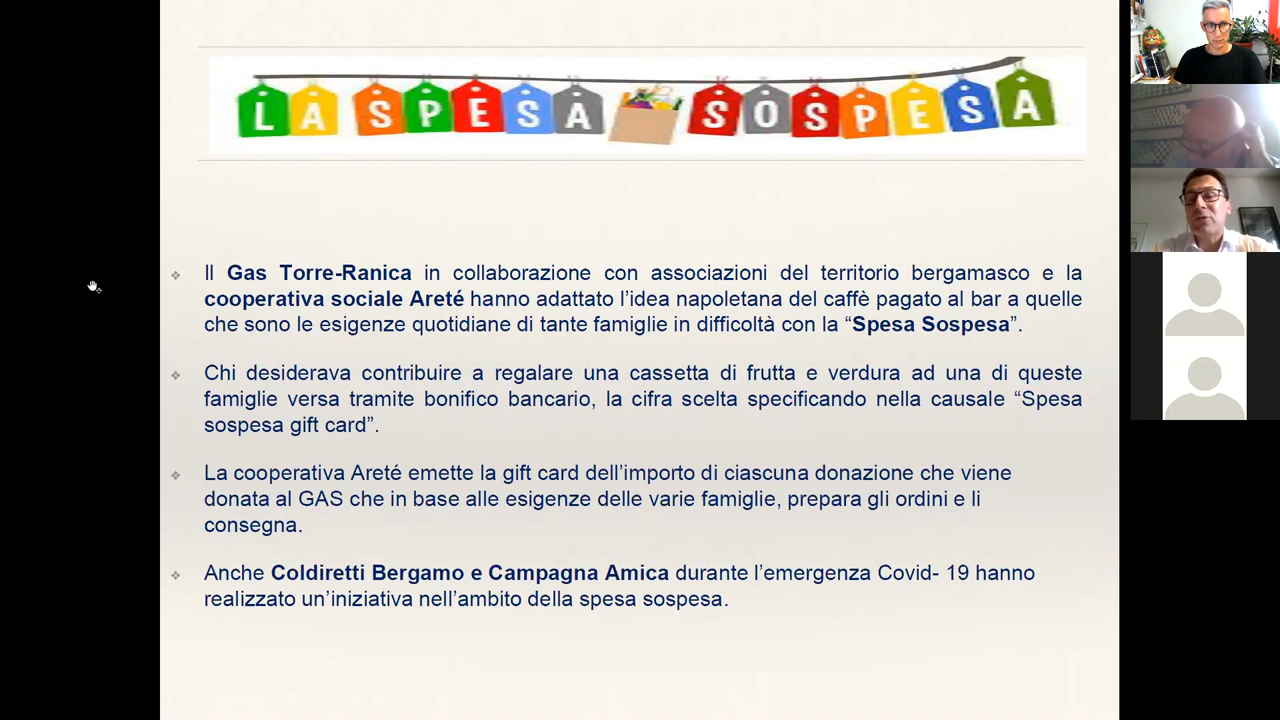 LA SPESA SOSPESA
Il Gas Torre-Ranica in collaborazione con associazioni del territorio bergamasco e la
cooperativa sociale Areté hanno adattato l’idea napoletana del caffè pagato al bar a quelle
che sono le esigenze quotidiane di tante famiglie in difficoltà con la “Spesa Sospesa”.
Chi desiderava contribuire a regalare una cassetta di frutta e verdura ad una di queste
famiglie versa tramite bonifico bancario, la cifra scelta specificando nella causale “Spesa
sospesa gift card”.
La cooperativa Areté emette la gift card dell’importo di ciascuna donazione che viene
donata al GAS che in base alle esigenze delle varie famiglie, prepara gli ordini e li
consegna.
Anche Coldiretti Bergamo e Campagna Amica durante l’emergenza Covid- 19 hanno
realizzato un’iniziativa nell’ambito della spesa sospesa.